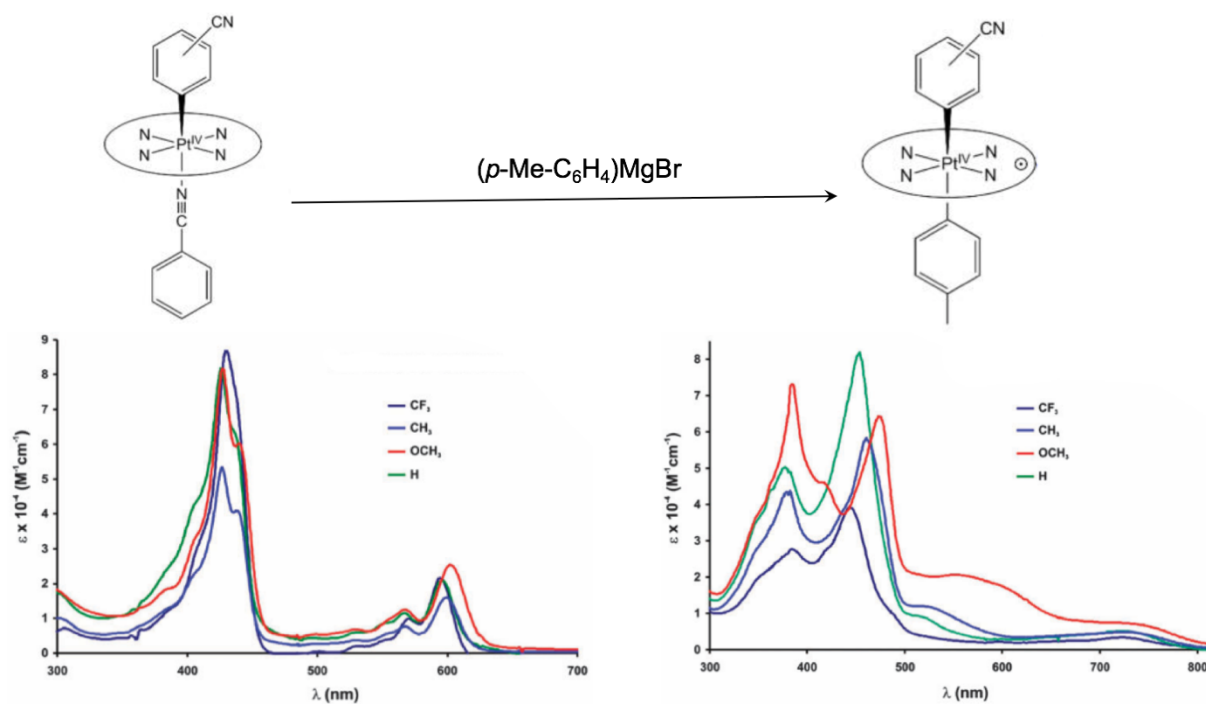 CN
N Pt^IV N
N N
N
C
(p-Me-C6H4)MgBr
CN
N Pt^IV N
N N
9
8
7
6
5
4
3
2
1
0
ε x 10⁻⁴ (M⁻¹cm⁻¹)
CF₃
CH₃
OCH₃
H
300 400 500 600 700
λ (nm)
8
7
6
5
4
3
2
1
0
ε x 10⁻⁴ (M⁻¹cm⁻¹)
CF₃
CH₃
OCH₃
H
300 400 500 600 700 800
λ (nm)